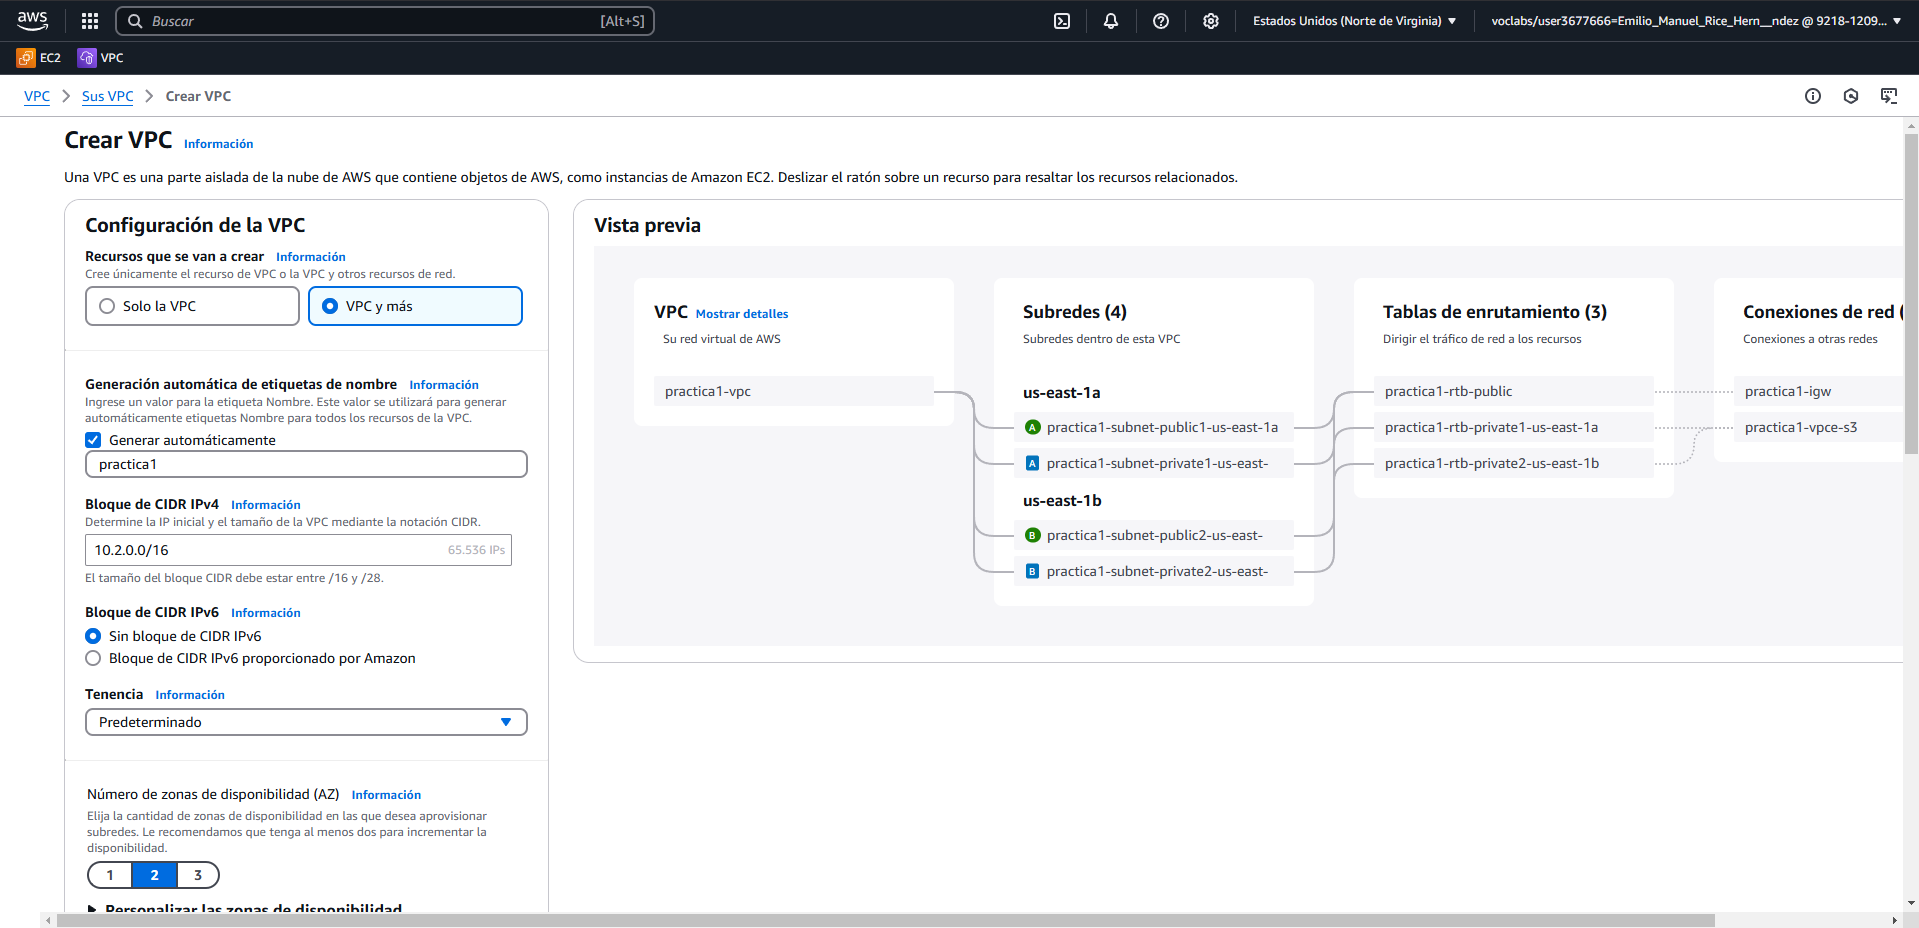 aws
Buscar
[Alt+S]
Estados Unidos (Norte de Virginia)
voclabs/user3677666=Emilio_Manuel_Rice_Hern__ndez @ 9218-1209...
EC2
VPC
VPC
Sus VPC
Crear VPC
Crear VPC Información
Una VPC es una parte aislada de la nube de AWS que contiene objetos de AWS, como instancias de Amazon EC2. Deslizar el ratón sobre un recurso para resaltar los recursos relacionados.
Configuración de la VPC
Recursos que se van a crear Información
Cree únicamente el recurso de VPC o la VPC y otros recursos de red.
Solo la VPC
VPC y más
Generación automática de etiquetas de nombre Información
Ingrese un valor para la etiqueta Nombre. Este valor se utilizará para generar
automáticamente etiquetas Nombre para todos los recursos de la VPC.
Generar automáticamente
practica1
Bloque de CIDR IPv4 Información
Determine la IP inicial y el tamaño de la VPC mediante la notación CIDR.
10.2.0.0/16 65.536 IPs
El tamaño del bloque CIDR debe estar entre /16 y /28.
Bloque de CIDR IPv6 Información
Sin bloque de CIDR IPv6
Bloque de CIDR IPv6 proporcionado por Amazon
Tenencia Información
Predeterminado
Número de zonas de disponibilidad (AZ) Información
Elija la cantidad de zonas de disponibilidad en las que desea aprovisionar
subredes. Le recomendamos que tenga al menos dos para incrementar la
disponibilidad.
1 2 3
Personalizar las zonas de disponibilidad
Vista previa
VPC Mostrar detalles
Su red virtual de AWS
practica1-vpc
Subredes (4)
Subredes dentro de esta VPC
us-east-1a
A practica1-subnet-public1-us-east-1a
A practica1-subnet-private1-us-east-
us-east-1b
B practica1-subnet-public2-us-east-
B practica1-subnet-private2-us-east-
Tablas de enrutamiento (3)
Dirigir el tráfico de red a los recursos
practica1-rtb-public
practica1-rtb-private1-us-east-1a
practica1-rtb-private2-us-east-1b
Conexiones de red (
Conexiones a otras redes
practica1-igw
practica1-vpce-s3